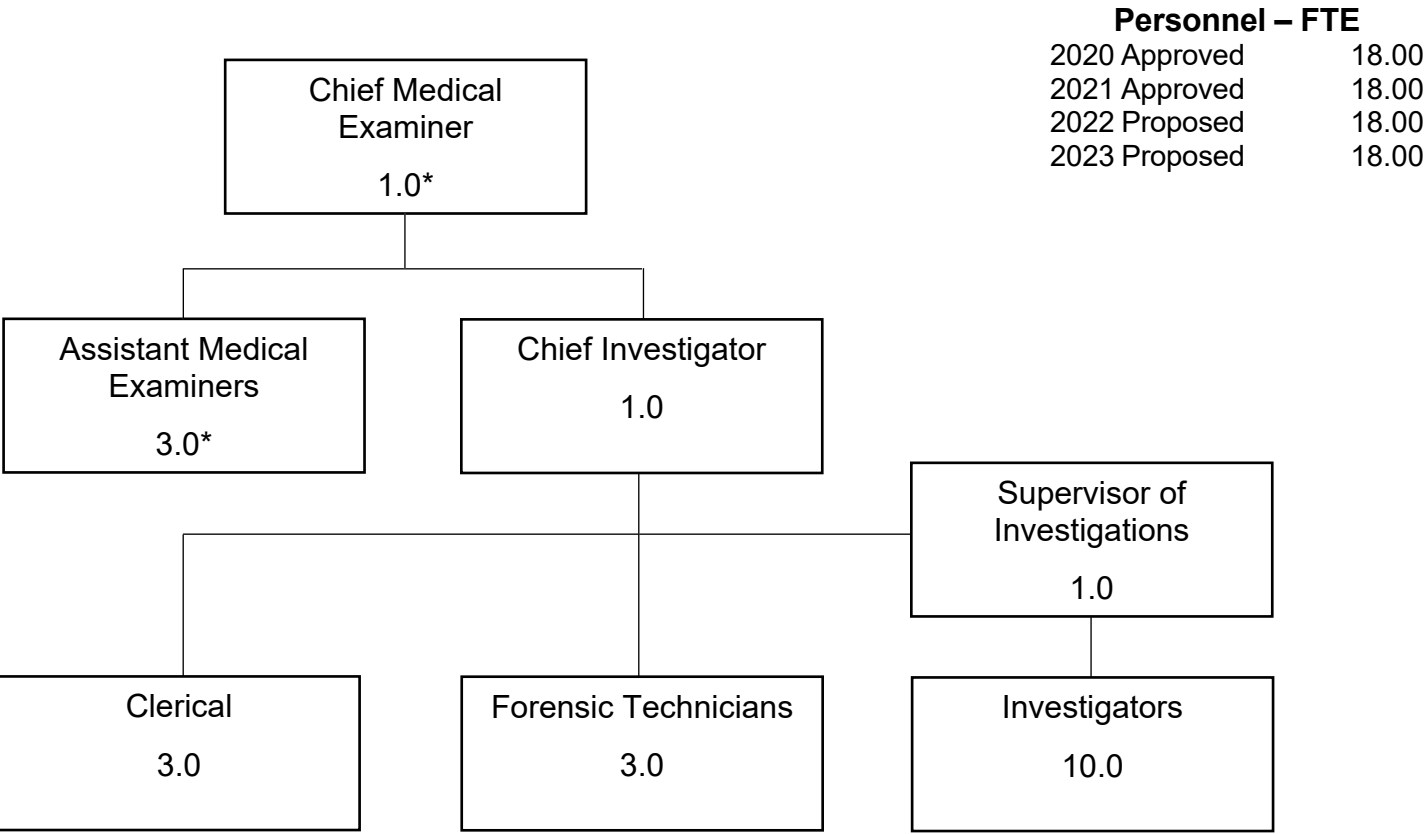 Personnel – FTE
2020 Approved 18.00
2021 Approved 18.00
2022 Proposed 18.00
2023 Proposed 18.00
Chief Medical
Examiner
1.0*
Assistant Medical
Examiners
3.0*
Chief Investigator
1.0
Supervisor of
Investigations
1.0
Clerical
3.0
Forensic Technicians
3.0
Investigators
10.0